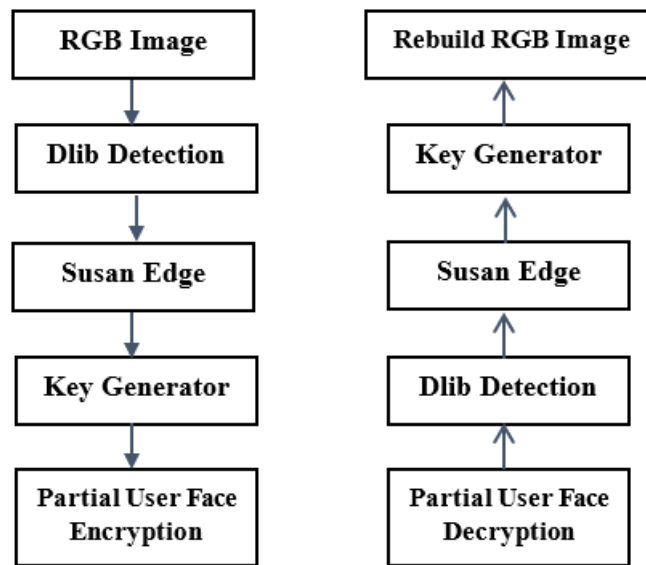 RGB Image
Dlib Detection
Susan Edge
Key Generator
Partial User Face
Encryption
Rebuild RGB Image
Key Generator
Susan Edge
Dlib Detection
Partial User Face
Decryption